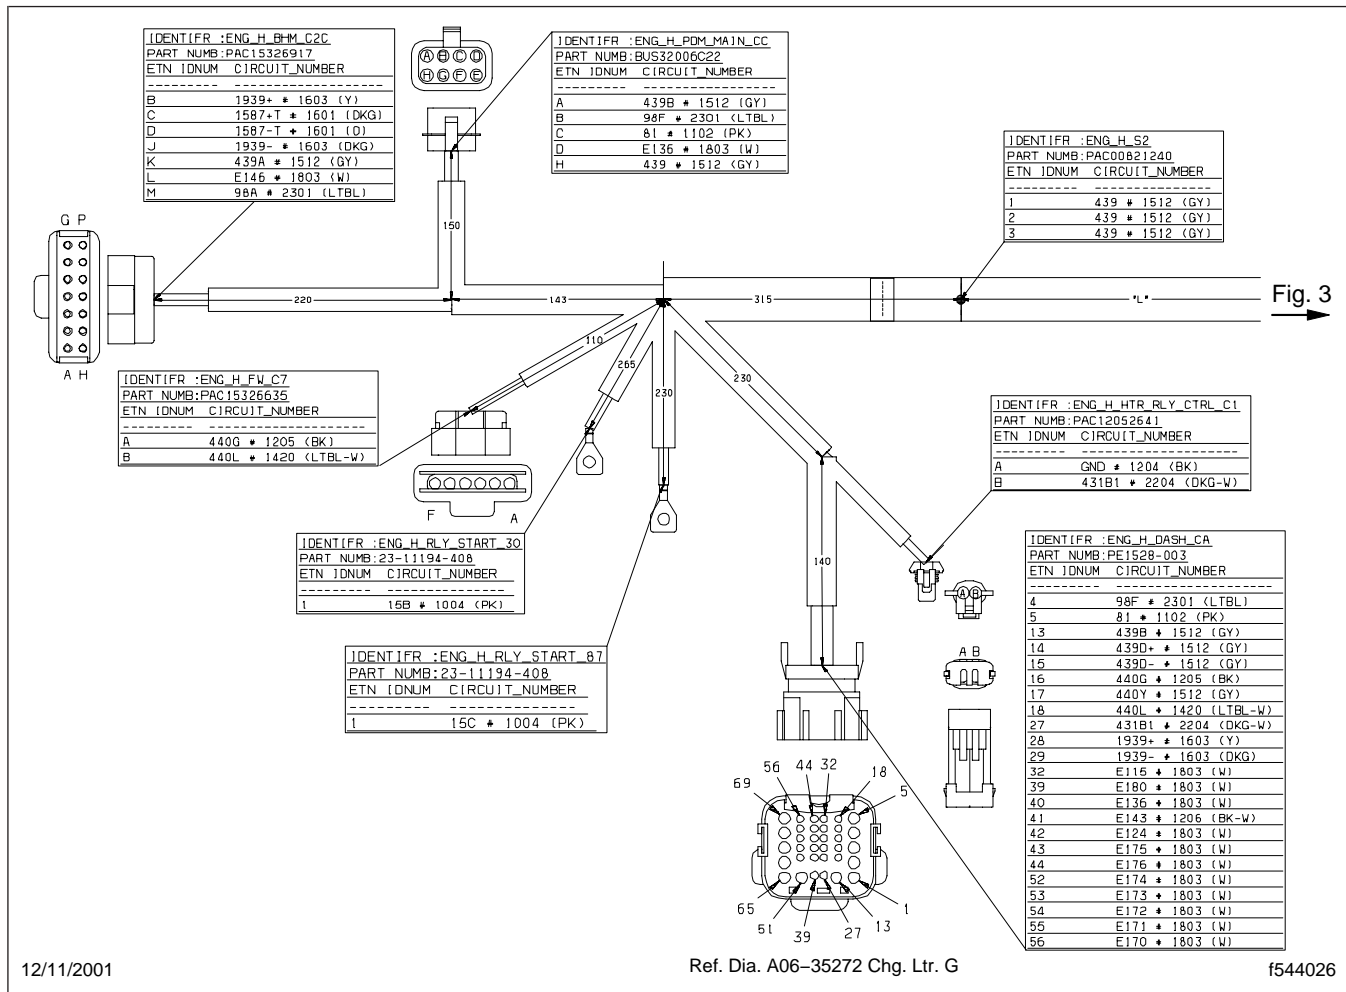 IDENTIFR :ENG_H_BHM_C2C
PART NUMB:PAC15326917
ETN IDNUM CIRCUIT_NUMBER
--------- --------------------
B 1939+ # 1603 (Y)
C 1587+T # 1601 (DKG)
D 1587-T # 1601 (O)
J 1939- # 1603 (DKG)
K 439A # 1512 (GY)
L E146 # 1803 (W)
M 98A # 2301 (LTBL)
A B C D
H G F E
IDENTIFR :ENG_H_PDM_MAIN_CC
PART NUMB:BUS32006C22
ETN IDNUM CIRCUIT_NUMBER
--------- --------------------
A 439B # 1512 (GY)
B 98F # 2301 (LTBL)
C 81 # 1102 (PK)
D E136 # 1803 (W)
H 439 # 1512 (GY)
IDENTIFR :ENG_H_S2
PART NUMB:PAC00821240
ETN IDNUM CIRCUIT_NUMBER
--------- ----------------
1 439 # 1512 (GY)
2 439 # 1512 (GY)
3 439 # 1512 (GY)
G P
A H
150
220
143
315
"L"
Fig. 3
110
265
230
230
140
IDENTIFR :ENG_H_FW_C7
PART NUMB:PAC15326635
ETN IDNUM CIRCUIT_NUMBER
--------- ---------------------
A 440G # 1205 (BK)
B 440L # 1420 (LTBL-W)
F A
IDENTIFR :ENG_H_HTR_RLY_CTRL_C1
PART NUMB:PAC12052641
ETN IDNUM CIRCUIT_NUMBER
--------- ---------------------
A GND # 1204 (BK)
B 431B1 # 2204 (DKG-W)
IDENTIFR :ENG_H_RLY_START_30
PART NUMB:23-11194-408
ETN IDNUM CIRCUIT_NUMBER
--------- ----------------
1 15B # 1004 (PK)
IDENTIFR :ENG_H_RLY_START_87
PART NUMB:23-11194-408
ETN IDNUM CIRCUIT_NUMBER
--------- ----------------
1 15C # 1004 (PK)
A B
A B
IDENTIFR :ENG_H_DASH_CA
PART NUMB:PE1528-003
ETN IDNUM CIRCUIT_NUMBER
--------- ---------------------
4 98F # 2301 (LTBL)
5 81 # 1102 (PK)
13 439B # 1512 (GY)
14 439D+ # 1512 (GY)
15 439D- # 1512 (GY)
16 440G # 1205 (BK)
17 440Y # 1512 (GY)
18 440L # 1420 (LTBL-W)
27 431B1 # 2204 (DKG-W)
28 1939+ # 1603 (Y)
29 1939- # 1603 (DKG)
32 E115 # 1803 (W)
39 E180 # 1803 (W)
40 E136 # 1803 (W)
41 E143 # 1206 (BK-W)
42 E124 # 1803 (W)
43 E175 # 1803 (W)
44 E176 # 1803 (W)
52 E174 # 1803 (W)
53 E173 # 1803 (W)
54 E172 # 1803 (W)
55 E171 # 1803 (W)
56 E170 # 1803 (W)
69 56 44 32 18 5
65 51 39 27 13 1
12/11/2001
Ref. Dia. A06–35272 Chg. Ltr. G
f544026